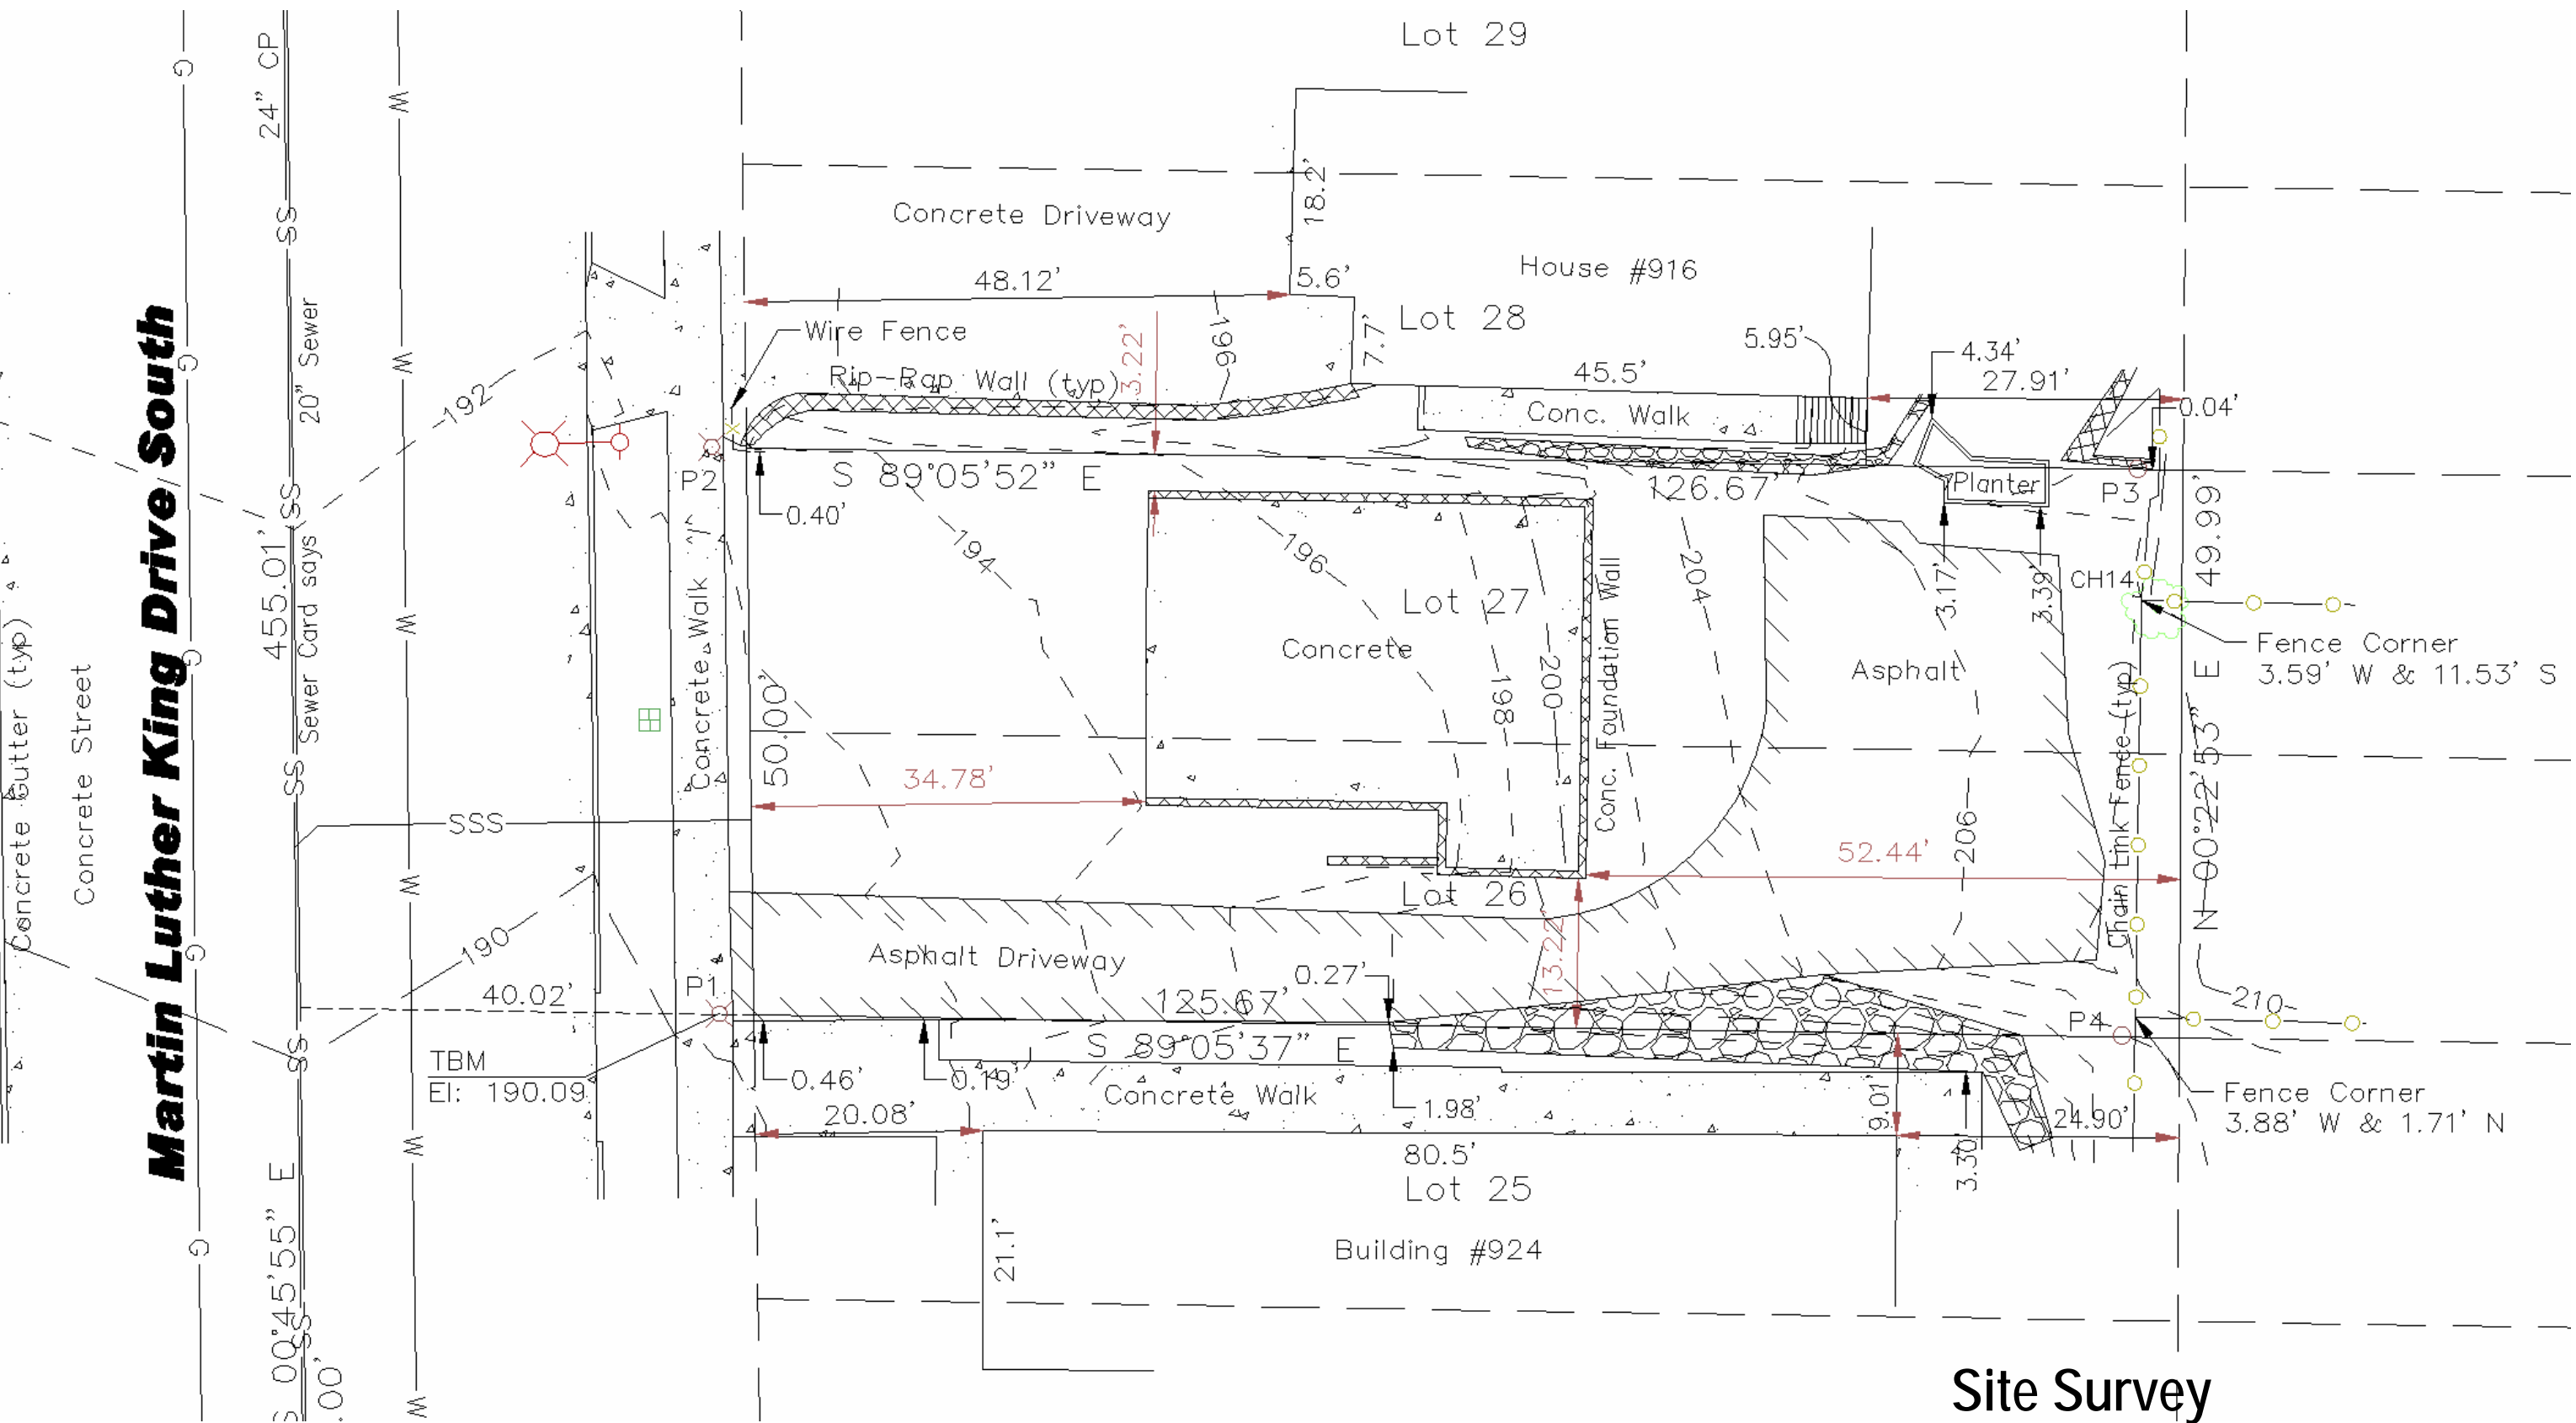 Lot 29
24" CP
G
W
SS
18.2'
Concrete Driveway
48.12'
5.6'
House #916
Lot 28
Wire Fence
196
7.7'
3.22'
Rip-Rap Wall (typ)
45.5'
5.95'
4.34'
27.91'
0.04'
Conc. Walk
192
20" Sewer
Sewer Card says
455.01'
Martin Luther King Drive South
Concrete Gutter (typ)
Concrete Street
P2
S 89°05'52" E
126.67'
0.40'
Planter
P3
49.99'
194
196
204
3.17'
3.39'
CH14
Concrete Walk
Lot 27
Concrete
Conc. Foundation Wall
Asphalt
Fence Corner
3.59' W & 11.53' S
198
200
50.00'
34.78'
SSS
Chain Link Fence (typ)
N 00°22'53" E
206
52.44'
Lot 26
190
Asphalt Driveway
13.22'
0.27'
P1
40.02'
125.67'
210
P4
S 89°05'37" E
TBM
El: 190.09
0.46'
0.19'
20.08'
Concrete Walk
1.98'
9.01'
3.30'
24.90'
Fence Corner
3.88' W & 1.71' N
80.5'
Lot 25
21.1'
Building #924
S 00°45'55" E
.00'
Site Survey